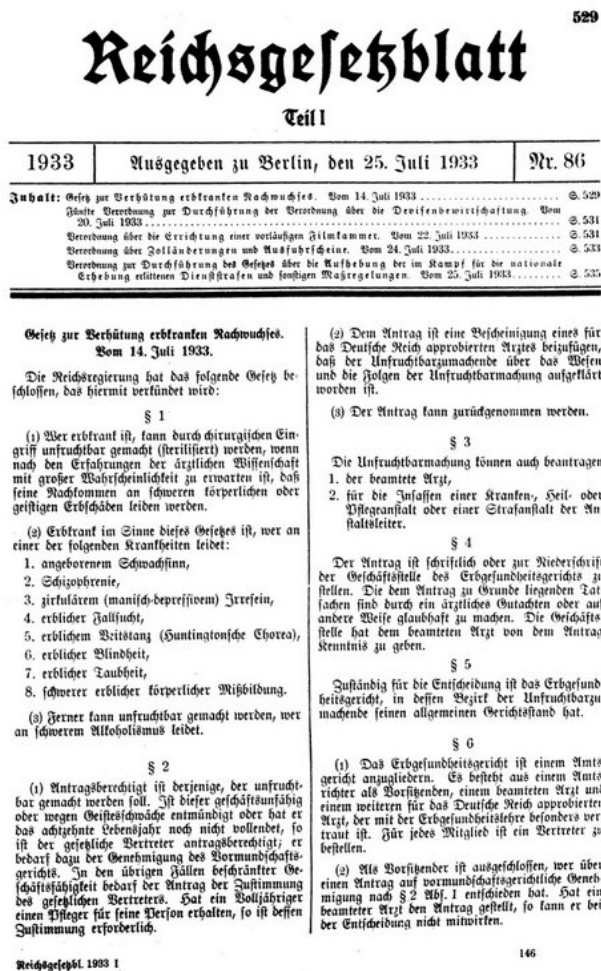 529
Reichsgesetzblatt
Teil I
1933 Ausgegeben zu Berlin, den 25. Juli 1933 Nr. 86
Inhalt: Gesetz zur Verhütung erbkranken Nachwuchses. Vom 14. Juli 1933 ........ S. 529
Fünfte Verordnung zur Durchführung der Verordnung über die Devisenbewirtschaftung. Vom
20. Juli 1933 ........ S. 531
Verordnung über die Errichtung einer vorläufigen Filmkammer. Vom 22. Juli 1933 ........ S. 531
Verordnung über Zolländerungen und Ausfuhrscheine. Vom 24. Juli 1933 ........ S. 533
Verordnung zur Durchführung des Gesetzes über die Aufhebung der im Kampf für die nationale
Erhebung erlittenen Dienststrafen und sonstigen Maßregelungen. Vom 25. Juli 1933 ........ S. 535
Gesetz zur Verhütung erbkranken Nachwuchses.
Vom 14. Juli 1933.
Die Reichsregierung hat das folgende Gesetz be-
schlossen, das hiermit verkündet wird:
§ 1
(1) Wer erbkrank ist, kann durch chirurgischen Ein-
griff unfruchtbar gemacht (sterilisiert) werden, wenn
nach den Erfahrungen der ärztlichen Wissenschaft
mit großer Wahrscheinlichkeit zu erwarten ist, daß
seine Nachkommen an schweren körperlichen oder
geistigen Erbschäden leiden werden.
(2) Erbkrank im Sinne dieses Gesetzes ist, wer an
einer der folgenden Krankheiten leidet:
1. angeborenem Schwachsinn,
2. Schizophrenie,
3. zirkulärem (manisch-depressivem) Irresein,
4. erblicher Fallsucht,
5. erblichem Veitstanz (Huntingtonsche Chorea),
6. erblicher Blindheit,
7. erblicher Taubheit,
8. schwerer erblicher körperlicher Mißbildung.
(3) Ferner kann unfruchtbar gemacht werden, wer
an schwerem Alkoholismus leidet.
§ 2
(1) Antragsberechtigt ist derjenige, der unfrucht-
bar gemacht werden soll. Ist dieser geschäftsunfähig
oder wegen Geistesschwäche entmündigt oder hat er
das achtzehnte Lebensjahr noch nicht vollendet, so
ist der gesetzliche Vertreter antragsberechtigt; er
bedarf dazu der Genehmigung des Vormundschafts-
gerichts. In den übrigen Fällen beschränkter Ge-
schäftsfähigkeit bedarf der Antrag der Zustimmung
des gesetzlichen Vertreters. Hat ein Volljähriger
einen Pfleger für seine Person erhalten, so ist dessen
Zustimmung erforderlich.
(2) Dem Antrag ist eine Bescheinigung eines für
das Deutsche Reich approbierten Arztes beizufügen,
daß der Unfruchtbarzumachende über das Wesen
und die Folgen der Unfruchtbarmachung aufgeklärt
worden ist.
(3) Der Antrag kann zurückgenommen werden.
§ 3
Die Unfruchtbarmachung können auch beantragen
1. der beamtete Arzt,
2. für die Insassen einer Kranken-, Heil- oder
Pflegeanstalt oder einer Strafanstalt der An
staltsleiter.
§ 4
Der Antrag ist schriftlich oder zur Niederschrif
der Geschäftsstelle des Erbgesundheitsgerichts zu
stellen. Die dem Antrag zu Grunde liegenden Tat
sachen sind durch ein ärztliches Gutachten oder auf
andere Weise glaubhaft zu machen. Die Geschäfts
stelle hat dem beamteten Arzt von dem Antrag
Kenntnis zu geben.
§ 5
Zuständig für die Entscheidung ist das Erbgesund
heitsgericht, in dessen Bezirk der Unfruchtbarzu
machende seinen allgemeinen Gerichtsstand hat.
§ 6
(1) Das Erbgesundheitsgericht ist einem Amts
gericht anzugliedern. Es besteht aus einem Amts
richter als Vorsitzenden, einem beamteten Arzt und
einem weiteren für das Deutsche Reich approbierten
Arzt, der mit der Erbgesundheitslehre besonders ver
traut ist. Für jedes Mitglied ist ein Vertreter zu
bestellen.
(2) Als Vorsitzender ist ausgeschlossen, wer über
einen Antrag auf vormundschaftsgerichtliche Geneh
migung nach § 2 Abs. 1 entschieden hat. Hat ein
beamteter Arzt den Antrag gestellt, so kann er bei
der Entscheidung nicht mitwirken.
Reichsgesetzbl. 1933 I
146